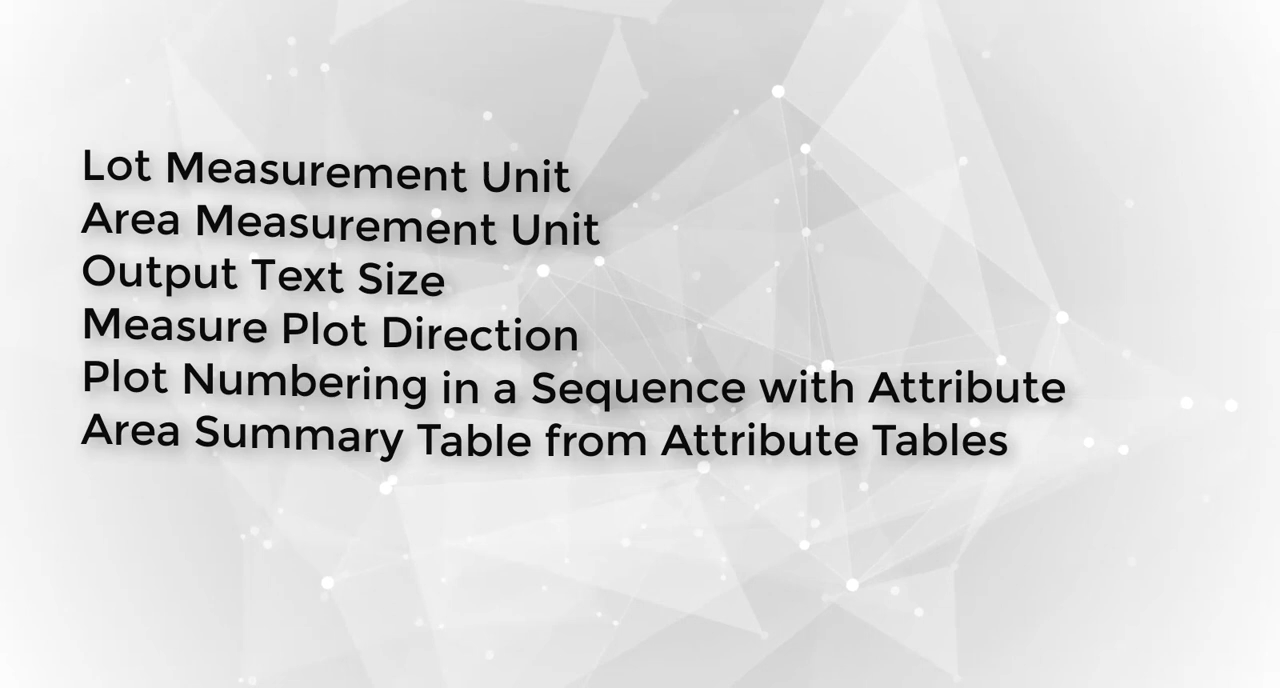 Lot Measurement Unit
Area Measurement Unit
Output Text Size
Measure Plot Direction
Plot Numbering in a Sequence with Attribute
Area Summary Table from Attribute Tables